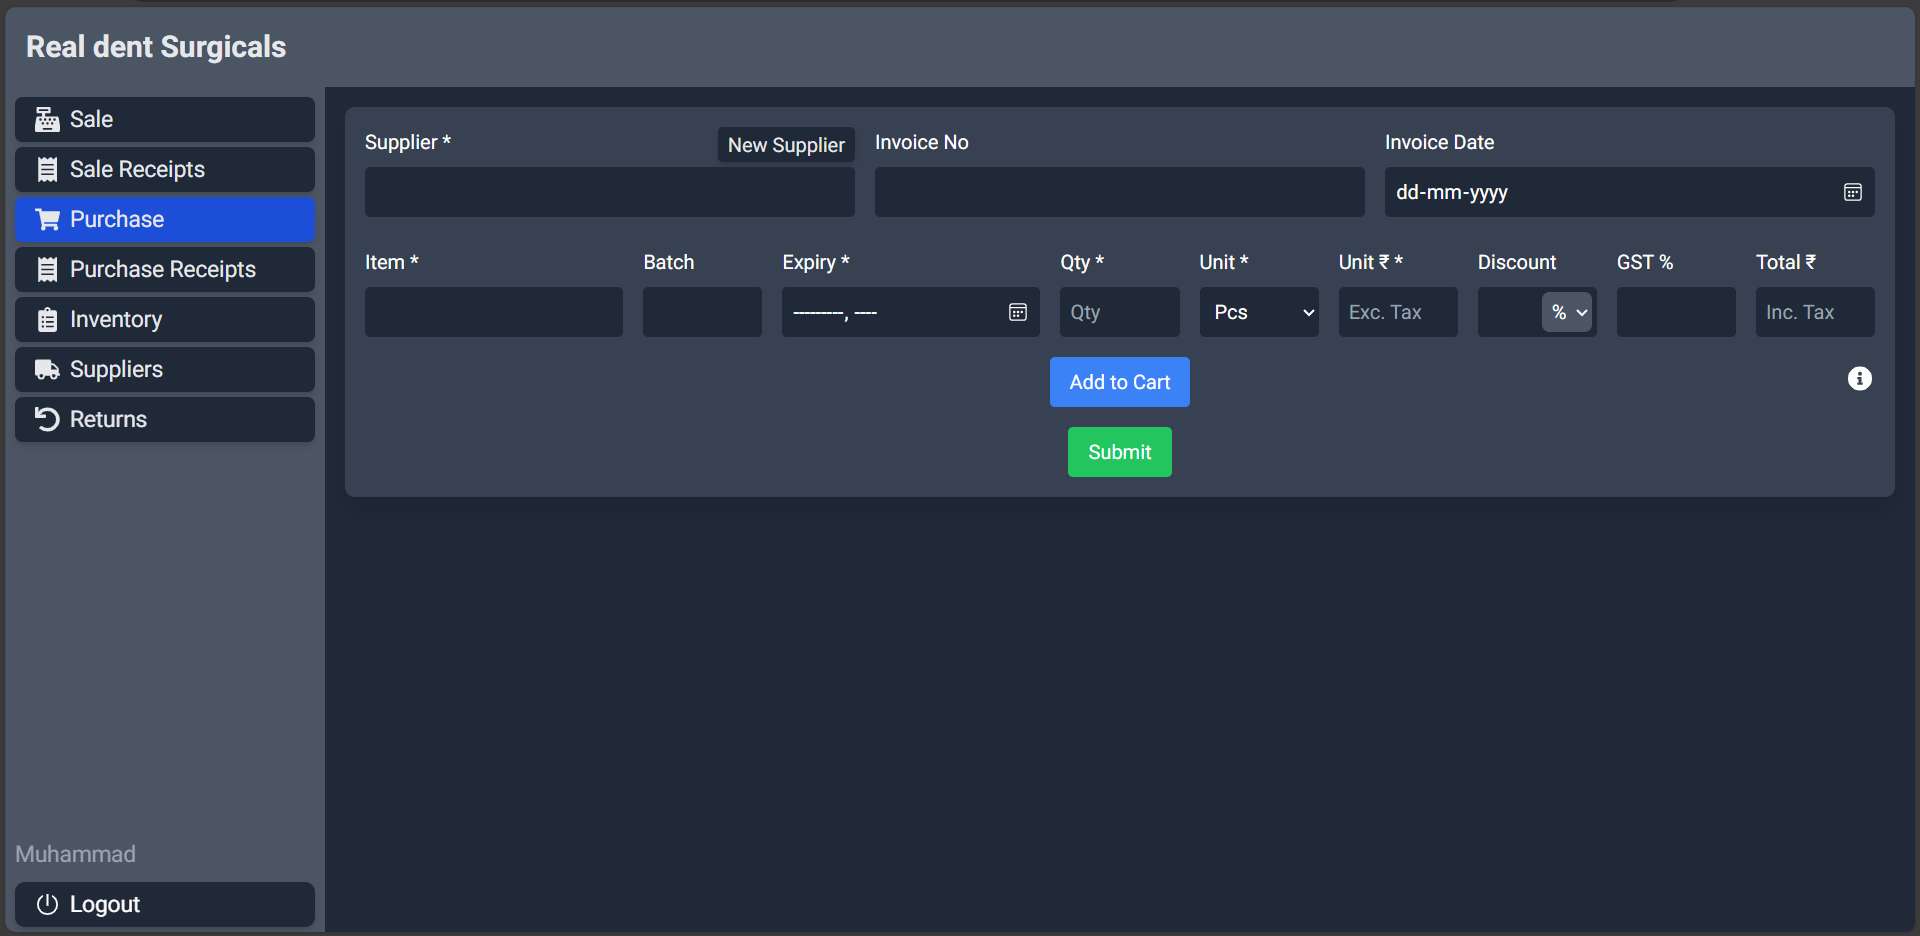 Real dent Surgicals
Sale
Sale Receipts
Purchase
Purchase Receipts
Inventory
Suppliers
Returns
Muhammad
Logout
Supplier * New Supplier Invoice No Invoice Date
dd-mm-yyyy
Item * Batch Expiry * Qty * Unit * Unit ₹ * Discount GST % Total ₹
---------, ---- Qty Pcs Exc. Tax % Inc. Tax
Add to Cart
Submit